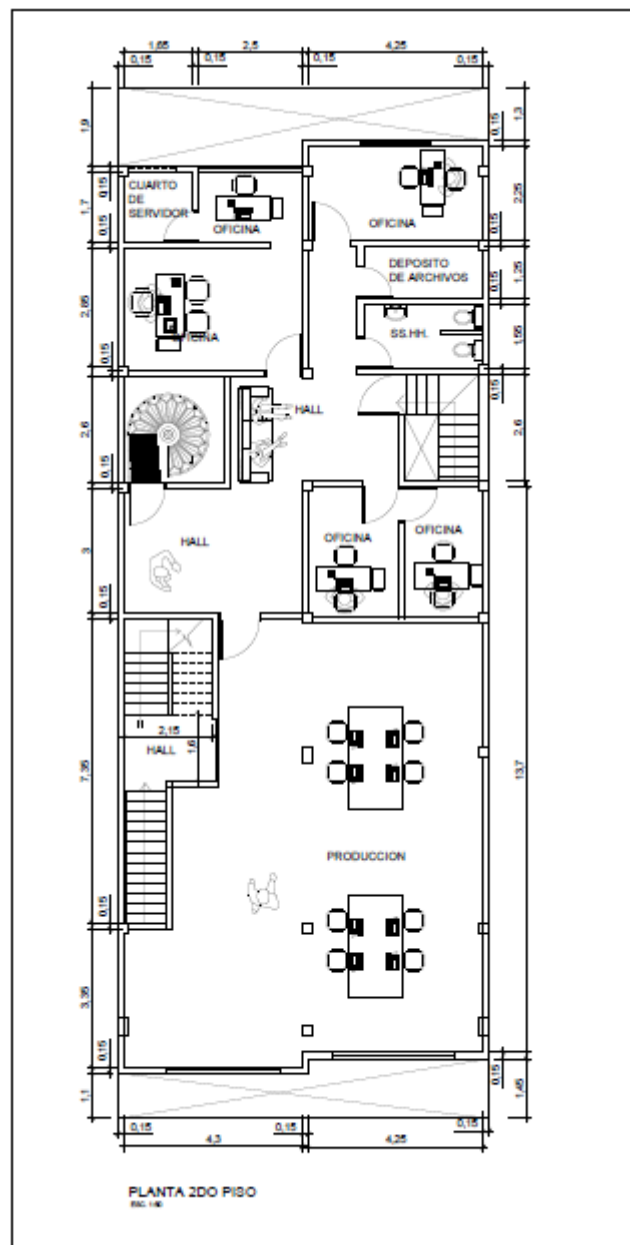 1,65 2,5 4,25
0,15 0,15 0,15 0,15
1,9
0,15
1,3
0,15
1,7
0,15
CUARTO
DE
SERVIDOR
OFICINA
OFICINA
2,25
0,15
DEPOSITO
DE ARCHIVOS
1,25
0,15
2,85
0,15
OFICINA
SS.HH.
1,55
0,15
2,6
0,15
HALL
2,6
3
0,15
HALL
OFICINA
OFICINA
2,15
HALL
1,6
7,35
0,15
13,7
PRODUCCION
3,35
0,15
1,1
0,15
1,45
0,15 0,15 0,15
4,3 4,25
PLANTA 2DO PISO